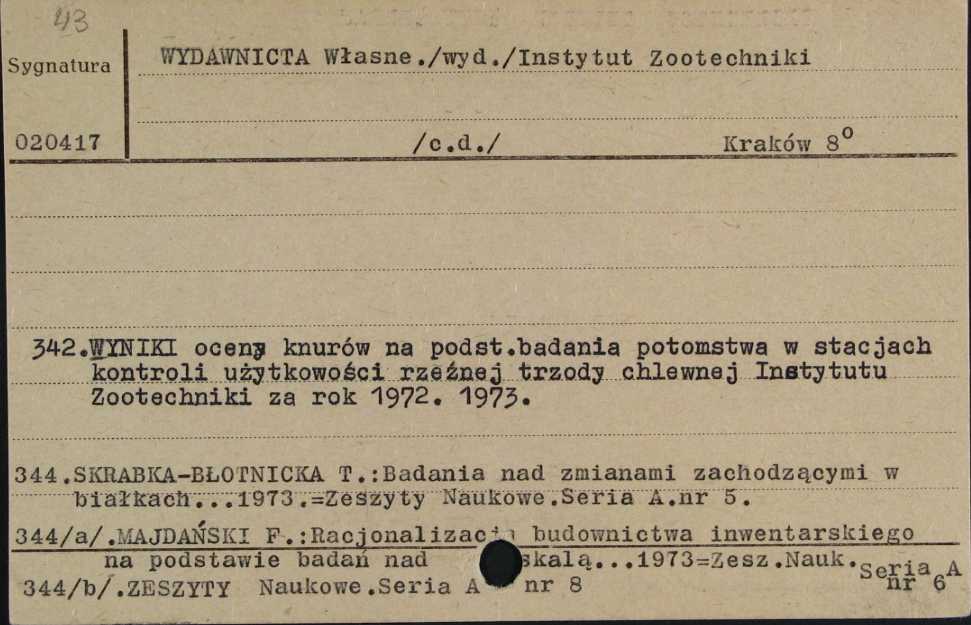 43
Sygnatura
WYDAWNICTA Własne./wyd./Instytut Zootechniki
020417 /c.d./ Kraków 8º
342.WYNIKI oceny knurów na podst.badania potomstwa w stacjach
kontroli użytkowości rzeźnej trzody chlewnej Instytutu
Zootechniki za rok 1972. 1973.
344.SKRABKA-BŁOTNICKA T.:Badania nad zmianami zachodzącymi w
białkach...1973.=Zeszyty Naukowe.Seria A.nr 5.
344/a/.MAJDAŃSKI F.:Racjonalizacja budownictwa inwentarskiego
na podstawie badań nad skalą...1973=Zesz.Nauk.Seria A
nr 6
344/b/.ZESZYTY Naukowe.Seria A nr 8